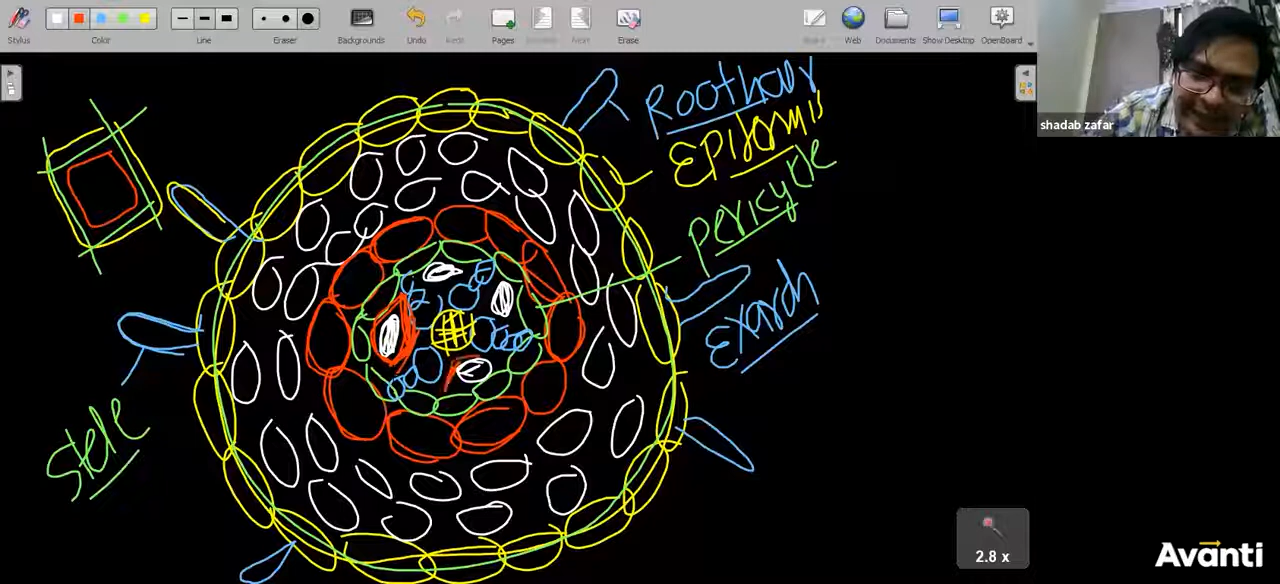 Stylus
Color
Line
Eraser
Backgrounds
Undo
Redo
Pages
Next
Erase
Web
Documents
Show Desktop
OpenBoard
shadab zafar
Roothair
Epidermis
pericycle
Exarch
Stele
2.8 x
Avanti